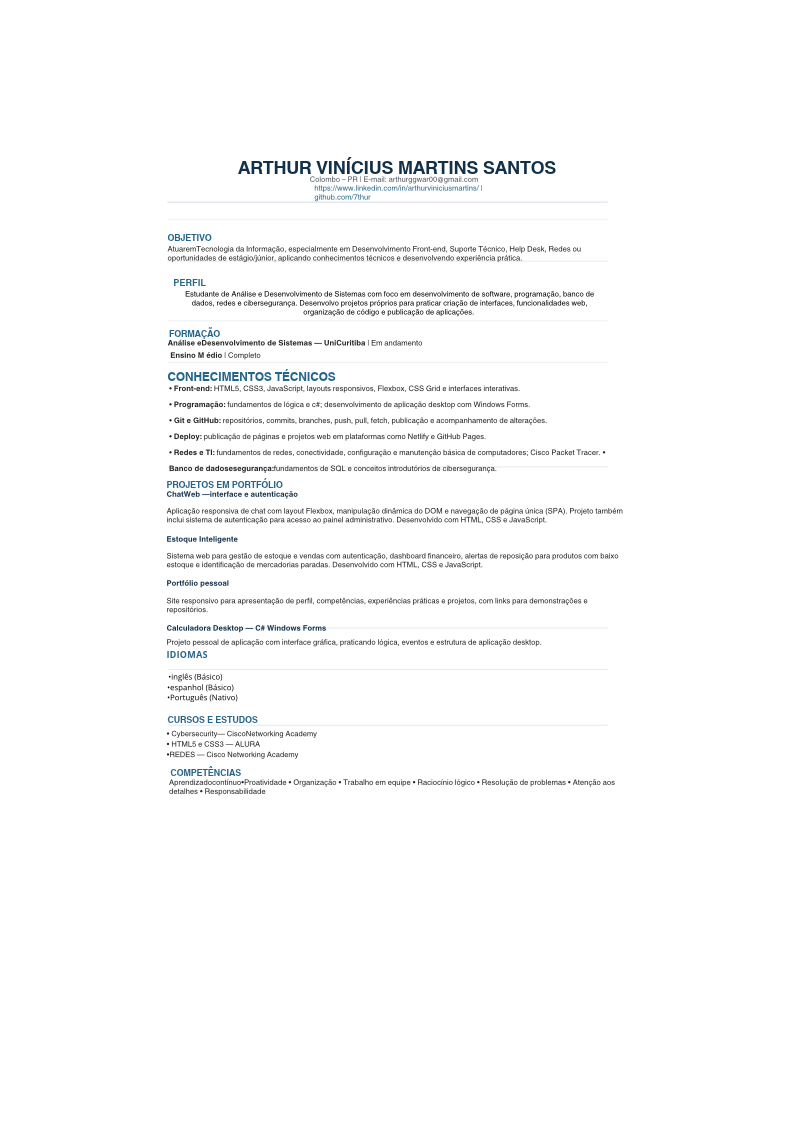 ARTHUR VINÍCIUS MARTINS SANTOS
Colombo – PR | E-mail: arthurggwar00@gmail.com
https://www.linkedin.com/in/arthurviniciusmartins/ |
github.com/7thur
OBJETIVO
AtuaremTecnologia da Informação, especialmente em Desenvolvimento Front-end, Suporte Técnico, Help Desk, Redes ou
oportunidades de estágio/júnior, aplicando conhecimentos técnicos e desenvolvendo experiência prática.
PERFIL
Estudante de Análise e Desenvolvimento de Sistemas com foco em desenvolvimento de software, programação, banco de
dados, redes e cibersegurança. Desenvolvo projetos próprios para praticar criação de interfaces, funcionalidades web,
organização de código e publicação de aplicações.
FORMAÇÃO
Análise eDesenvolvimento de Sistemas — UniCuritiba | Em andamento
Ensino M édio | Completo
CONHECIMENTOS TÉCNICOS
• Front-end: HTML5, CSS3, JavaScript, layouts responsivos, Flexbox, CSS Grid e interfaces interativas.
• Programação: fundamentos de lógica e c#; desenvolvimento de aplicação desktop com Windows Forms.
• Git e GitHub: repositórios, commits, branches, push, pull, fetch, publicação e acompanhamento de alterações.
• Deploy: publicação de páginas e projetos web em plataformas como Netlify e GitHub Pages.
• Redes e TI: fundamentos de redes, conectividade, configuração e manutenção básica de computadores; Cisco Packet Tracer. •
Banco de dadosesegurança:fundamentos de SQL e conceitos introdutórios de cibersegurança.
PROJETOS EM PORTFÓLIO
ChatWeb —interface e autenticação
Aplicação responsiva de chat com layout Flexbox, manipulação dinâmica do DOM e navegação de página única (SPA). Projeto também
inclui sistema de autenticação para acesso ao painel administrativo. Desenvolvido com HTML, CSS e JavaScript.
Estoque Inteligente
Sistema web para gestão de estoque e vendas com autenticação, dashboard financeiro, alertas de reposição para produtos com baixo
estoque e identificação de mercadorias paradas. Desenvolvido com HTML, CSS e JavaScript.
Portfólio pessoal
Site responsivo para apresentação de perfil, competências, experiências práticas e projetos, com links para demonstrações e
repositórios.
Calculadora Desktop — C# Windows Forms
Projeto pessoal de aplicação com interface gráfica, praticando lógica, eventos e estrutura de aplicação desktop.
IDIOMAS
•inglês (Básico)
•espanhol (Básico)
•Português (Nativo)
CURSOS E ESTUDOS
• Cybersecurity— CiscoNetworking Academy
• HTML5 e CSS3 — ALURA
•REDES — Cisco Networking Academy
COMPETÊNCIAS
Aprendizadocontínuo•Proatividade • Organização • Trabalho em equipe • Raciocínio lógico • Resolução de problemas • Atenção aos
detalhes • Responsabilidade